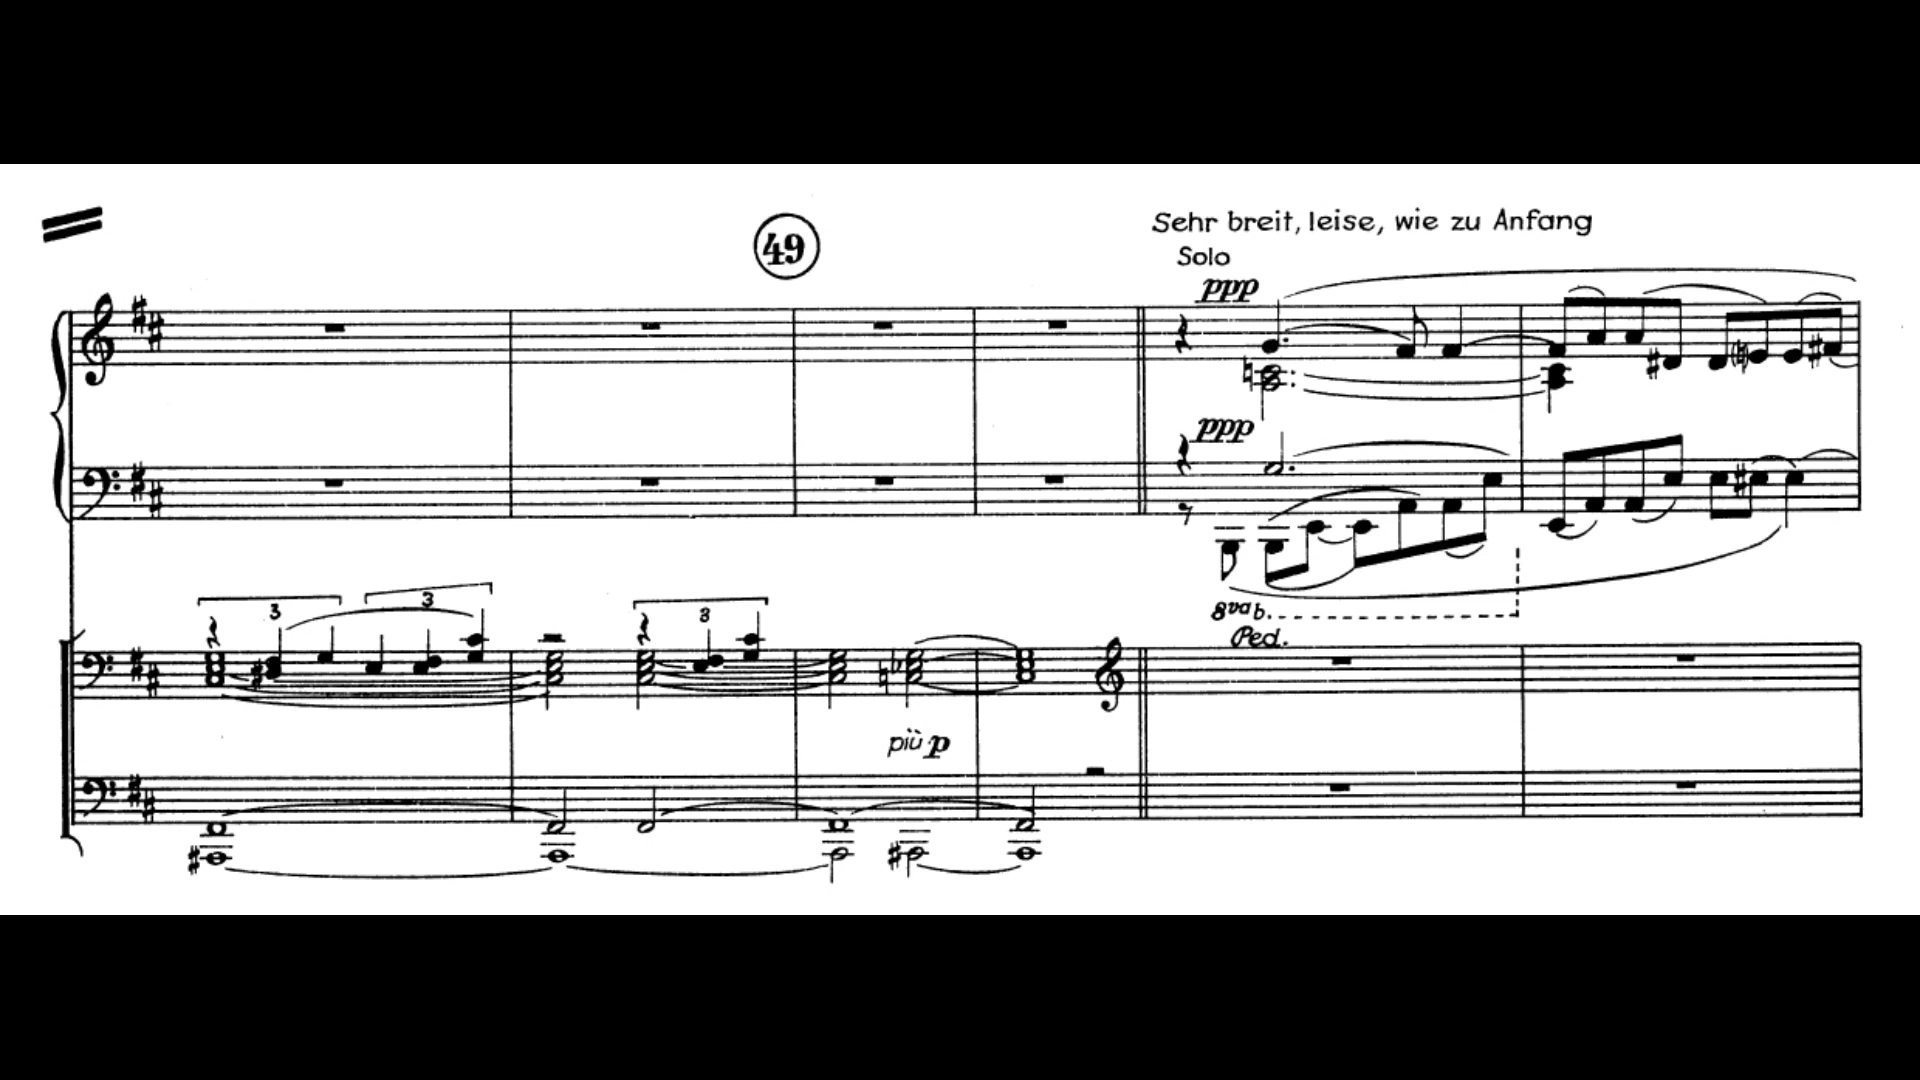 49
Sehr breit, leise, wie zu Anfang
Solo
ppp
ppp
3
3
3
8va b.
Ped.
più p